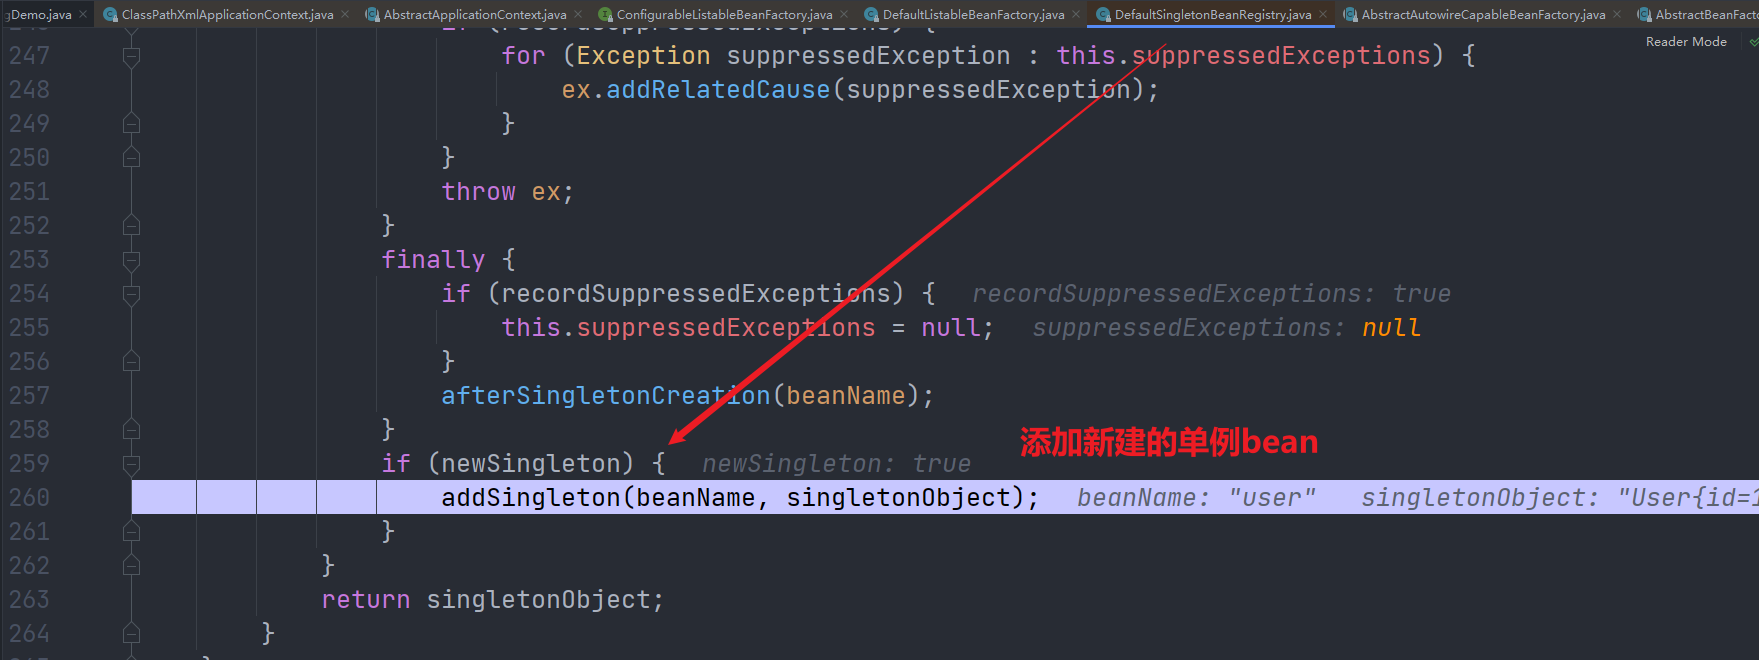 gDemo.java ClassPathXmlApplicationContext.java AbstractApplicationContext.java ConfigurableListableBeanFactory.java DefaultListableBeanFactory.java DefaultSingletonBeanRegistry.java AbstractAutowireCapableBeanFactory.java AbstractBeanFacto
Reader Mode
247 for (Exception suppressedException : this.suppressedExceptions) {
248 ex.addRelatedCause(suppressedException);
249 }
250 }
251 throw ex;
252 }
253 finally {
254 if (recordSuppressedExceptions) { recordSuppressedExceptions: true
255 this.suppressedExceptions = null; suppressedExceptions: null
256 }
257 afterSingletonCreation(beanName);
258 }
添加新建的单例bean
259 if (newSingleton) { newSingleton: true
260 addSingleton(beanName, singletonObject); beanName: "user" singletonObject: "User{id=1
261 }
262 }
263 return singletonObject;
264 }